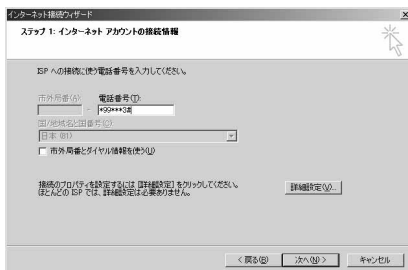 インターネット接続ウィザード
ステップ 1: インターネット アカウントの接続情報
ISP への接続に使う電話番号を入力してください。
市外局番(A): 電話番号(T):
*99***3#
国/地域名と国番号(C):
日本 (81)
市外局番とダイヤル情報を使う(U)
接続のプロパティを設定するには [詳細設定] をクリックしてください。
ほとんどの ISP では、詳細設定は必要ありません。
詳細設定(V)...
< 戻る(B) 次へ(N) > キャンセル